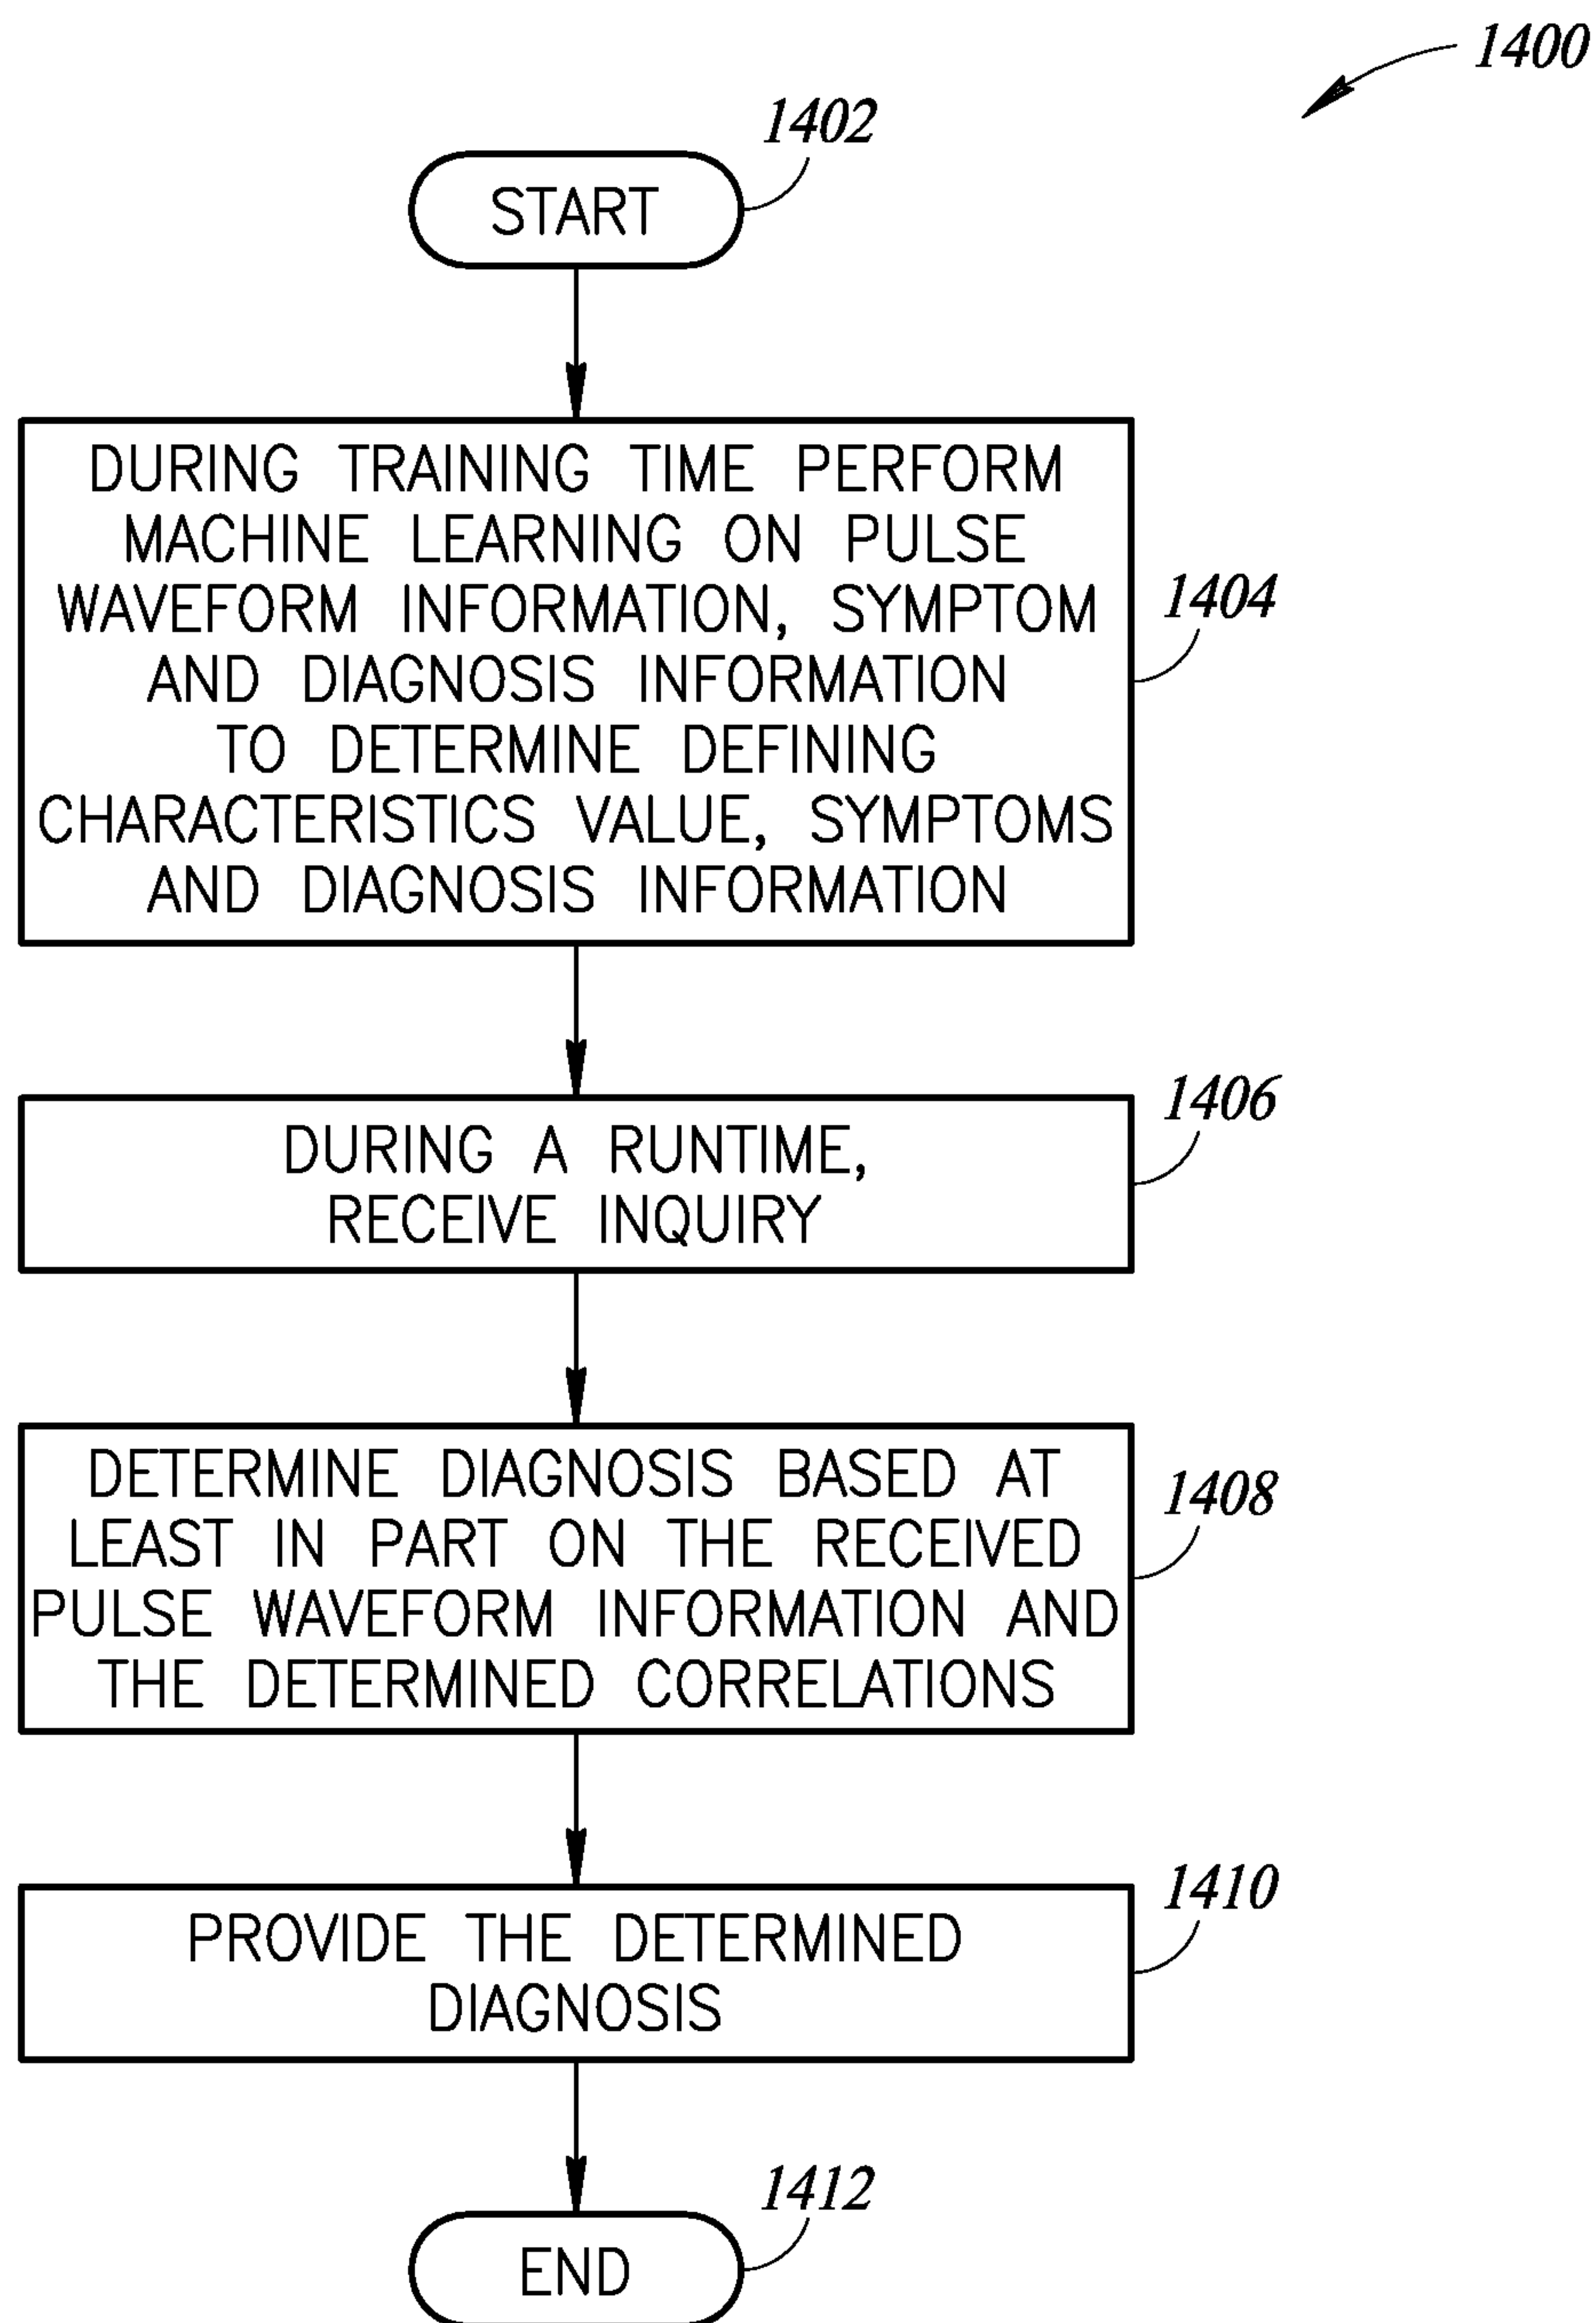 1400
1402
START
DURING TRAINING TIME PERFORM
MACHINE LEARNING ON PULSE
WAVEFORM INFORMATION, SYMPTOM
AND DIAGNOSIS INFORMATION
TO DETERMINE DEFINING
CHARACTERISTICS VALUE, SYMPTOMS
AND DIAGNOSIS INFORMATION
1404
DURING A RUNTIME,
RECEIVE INQUIRY
1406
DETERMINE DIAGNOSIS BASED AT
LEAST IN PART ON THE RECEIVED
PULSE WAVEFORM INFORMATION AND
THE DETERMINED CORRELATIONS
1408
PROVIDE THE DETERMINED
DIAGNOSIS
1410
1412
END